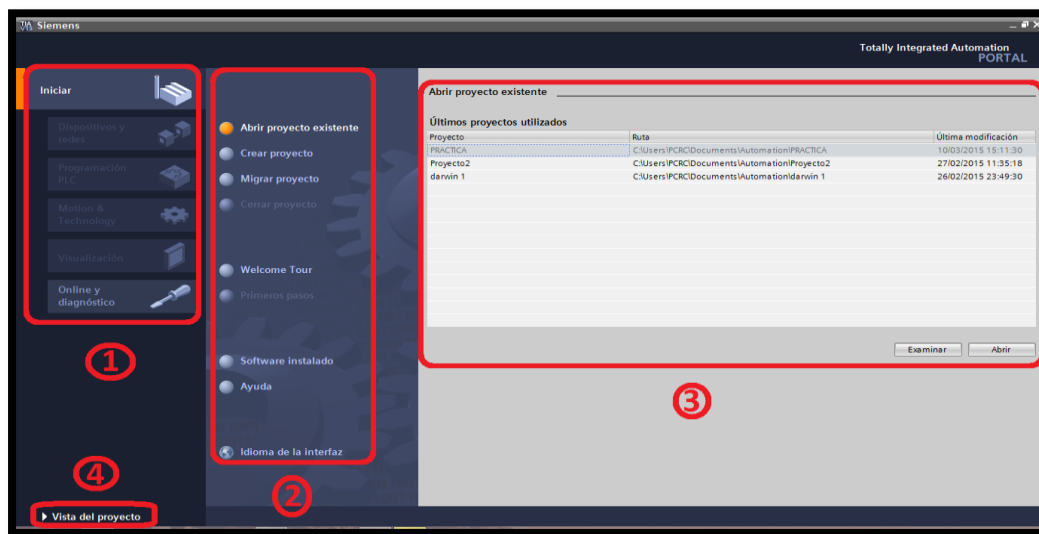 Siemens
Totally Integrated Automation
PORTAL
Iniciar
Dispositivos y
redes
Programación
PLC
Motion &
Technology
Visualización
Online y
diagnóstico
1
4
Vista del proyecto
Abrir proyecto existente
Crear proyecto
Migrar proyecto
Cerrar proyecto
Welcome Tour
Primeros pasos
Software instalado
Ayuda
Idioma de la interfaz
2
Abrir proyecto existente
Últimos proyectos utilizados
Proyecto Ruta Última modificación
PRACTICA C:\Users\PCRC\Documents\Automation\PRACTICA 10/03/2015 15:11:30
Proyecto2 C:\Users\PCRC\Documents\Automation\Proyecto2 27/02/2015 11:35:18
darwin 1 C:\Users\PCRC\Documents\Automation\darwin 1 26/02/2015 23:49:30
Examinar Abrir
3